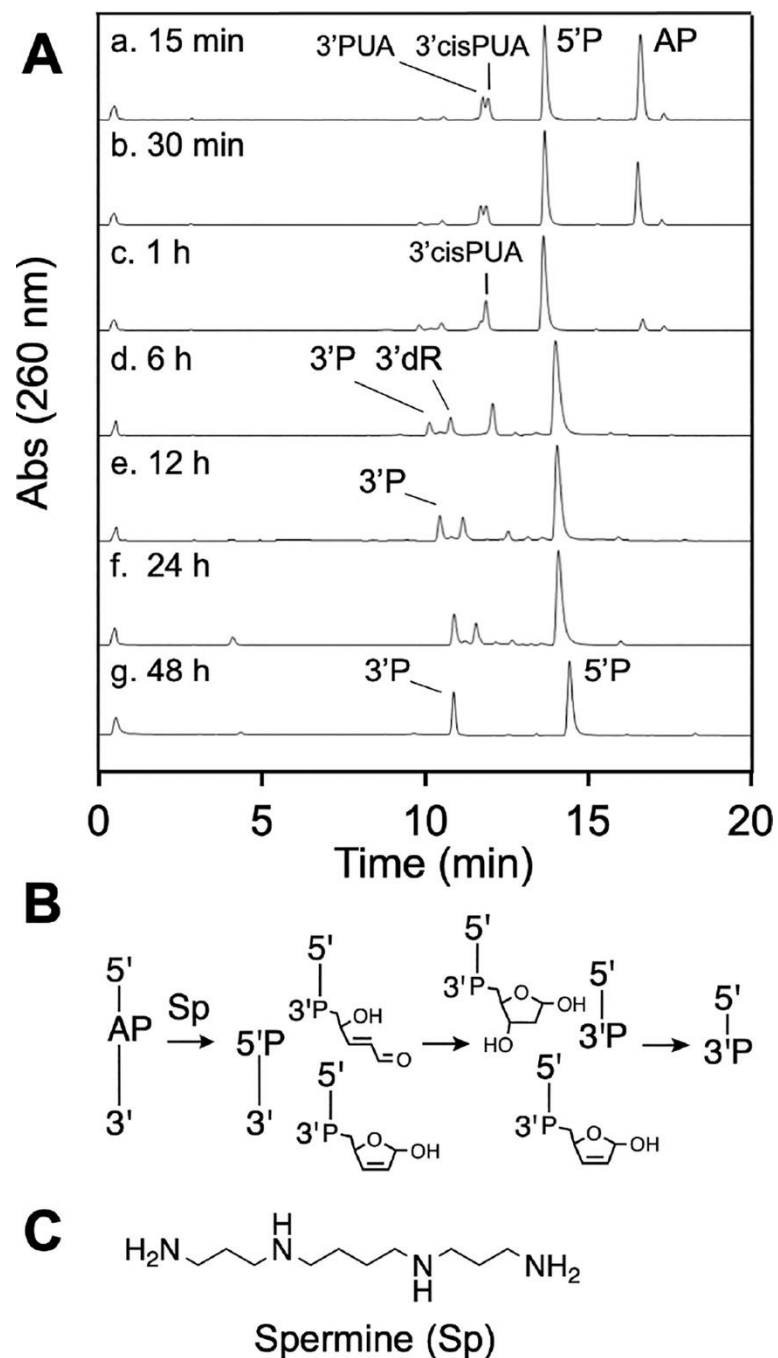 A
a. 15 min
3'PUA 3'cisPUA 5'P AP
b. 30 min
c. 1 h
3'cisPUA
d. 6 h
3'P 3'dR
e. 12 h
3'P
f. 24 h
g. 48 h
3'P 5'P
Abs (260 nm)
0 5 10 15 20
Time (min)
B
5'
AP
3'
Sp
5'P
3'
5'
3'P
OH
O
5'
3'P
O
OH
5'
3'P
O
OH
HO
5'
3'P
5'
3'P
O
OH
5'
3'P
C
H2N
H
N
N
H
NH2
Spermine (Sp)